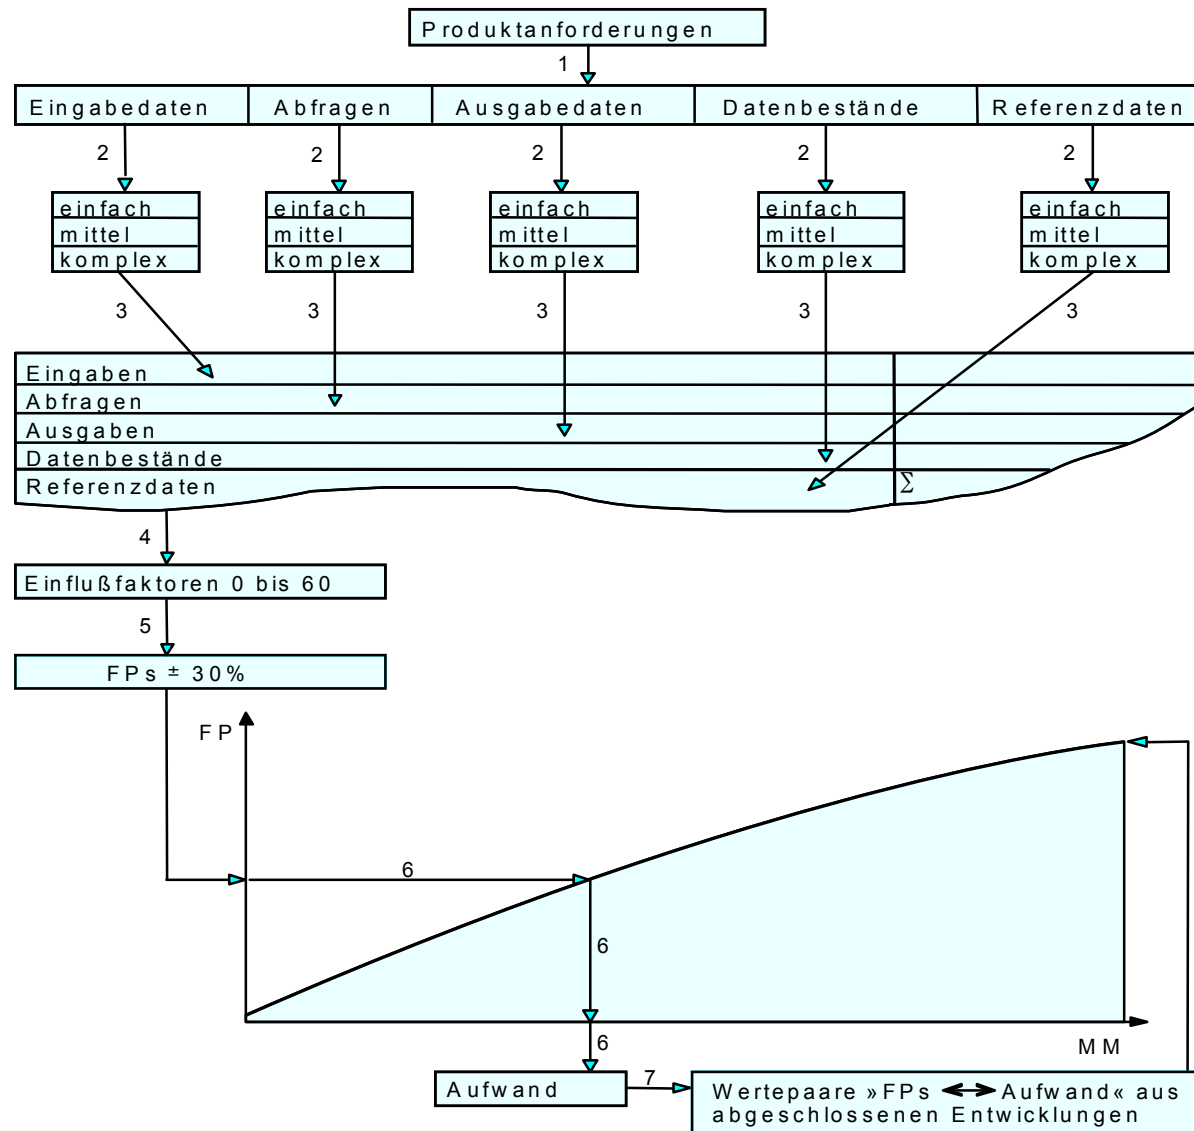 Produktanforderungen
1
Eingabedaten Abfragen Ausgabedaten Datenbestände Referenzdaten
2 2 2 2 2
einfach einfach einfach einfach einfach
mittel mittel mittel mittel mittel
komplex komplex komplex komplex komplex
3 3 3 3 3
Eingaben
Abfragen
Ausgaben
Datenbestände
Referenzdaten Σ
4
Einflußfaktoren 0 bis 60
5
FPs ± 30%
FP
6
6
6
MM
Aufwand 7 Wertepaare »FPs ↔ Aufwand« aus
abgeschlossenen Entwicklungen